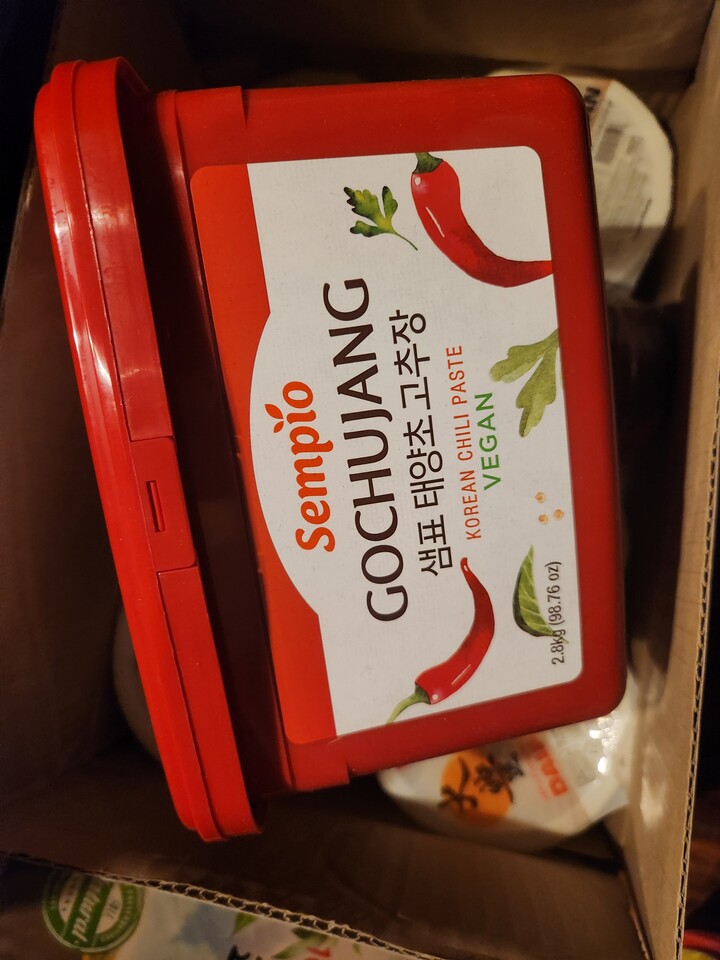 Sempio
GOCHUJANG
샘표 태양초 고추장
KOREAN CHILI PASTE
VEGAN
2.8kg (98.76 oz)